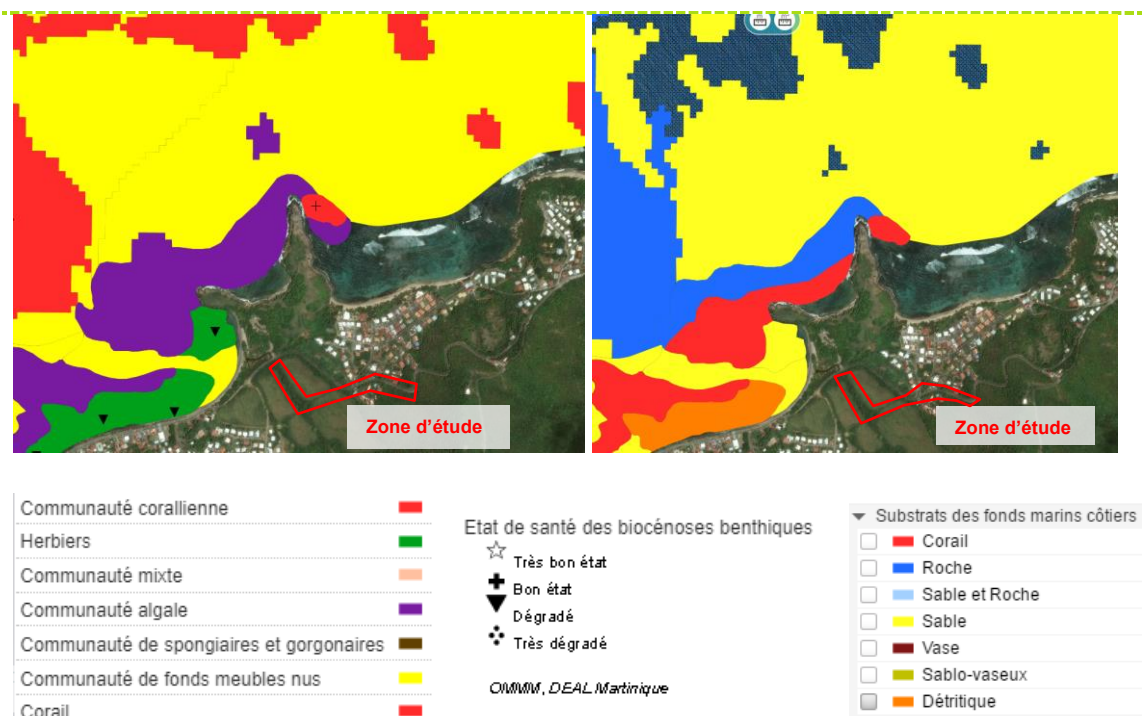 Zone d'étude
Zone d'étude
Communauté corallienne
Herbiers
Communauté mixte
Communauté algale
Communauté de spongiaires et gorgonaires
Communauté de fonds meubles nus
Corail
Etat de santé des biocénoses benthiques
Très bon état
Bon état
Dégradé
Très dégradé
OMMM, DEAL Martinique
Substrats des fonds marins côtiers
Corail
Roche
Sable et Roche
Sable
Vase
Sablo-vaseux
Détritique